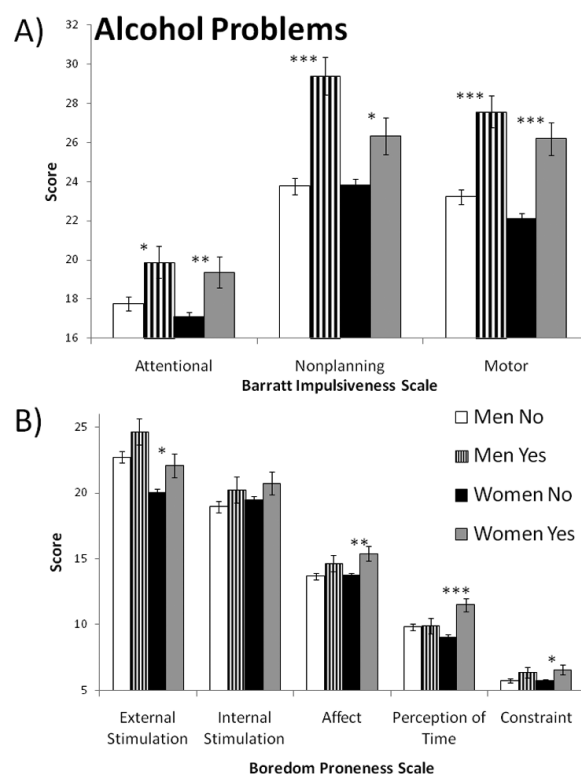 A) Alcohol Problems
32
30
28
26
24
22
20
18
16
Score
*
**
***
*
***
***
Attentional
Nonplanning
Motor
Barratt Impulsiveness Scale
B)
25
20
15
10
5
Score
Men No
Men Yes
Women No
Women Yes
*
**
***
*
External
Stimulation
Internal
Stimulation
Affect
Perception of
Time
Constraint
Boredom Proneness Scale